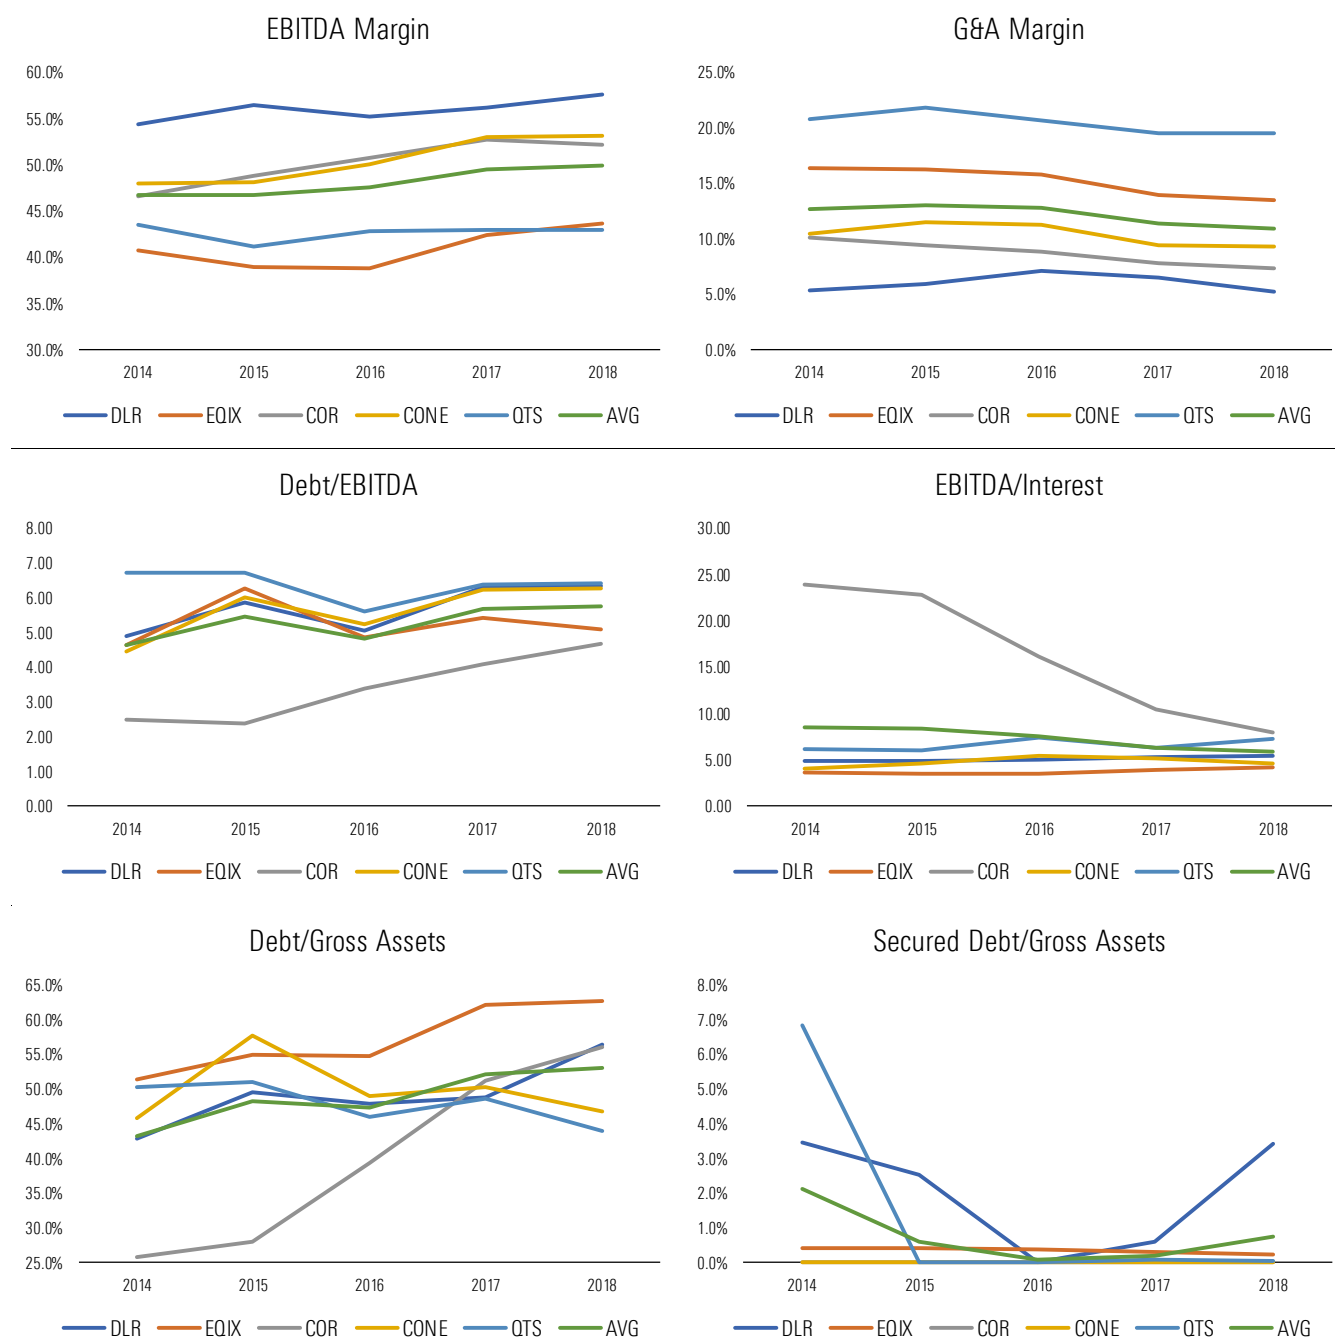 EBITDA Margin
60.0%
55.0%
50.0%
45.0%
40.0%
35.0%
30.0%
2014 2015 2016 2017 2018
DLR EQIX COR CONE QTS AVG
G&A Margin
25.0%
20.0%
15.0%
10.0%
5.0%
0.0%
2014 2015 2016 2017 2018
DLR EQIX COR CONE QTS AVG
Debt/EBITDA
8.00
7.00
6.00
5.00
4.00
3.00
2.00
1.00
0.00
2014 2015 2016 2017 2018
DLR EQIX COR CONE QTS AVG
EBITDA/Interest
30.00
25.00
20.00
15.00
10.00
5.00
0.00
2014 2015 2016 2017 2018
DLR EQIX COR CONE QTS AVG
Debt/Gross Assets
65.0%
60.0%
55.0%
50.0%
45.0%
40.0%
35.0%
30.0%
25.0%
2014 2015 2016 2017 2018
DLR EQIX COR CONE QTS AVG
Secured Debt/Gross Assets
8.0%
7.0%
6.0%
5.0%
4.0%
3.0%
2.0%
1.0%
0.0%
2014 2015 2016 2017 2018
DLR EQIX COR CONE QTS AVG